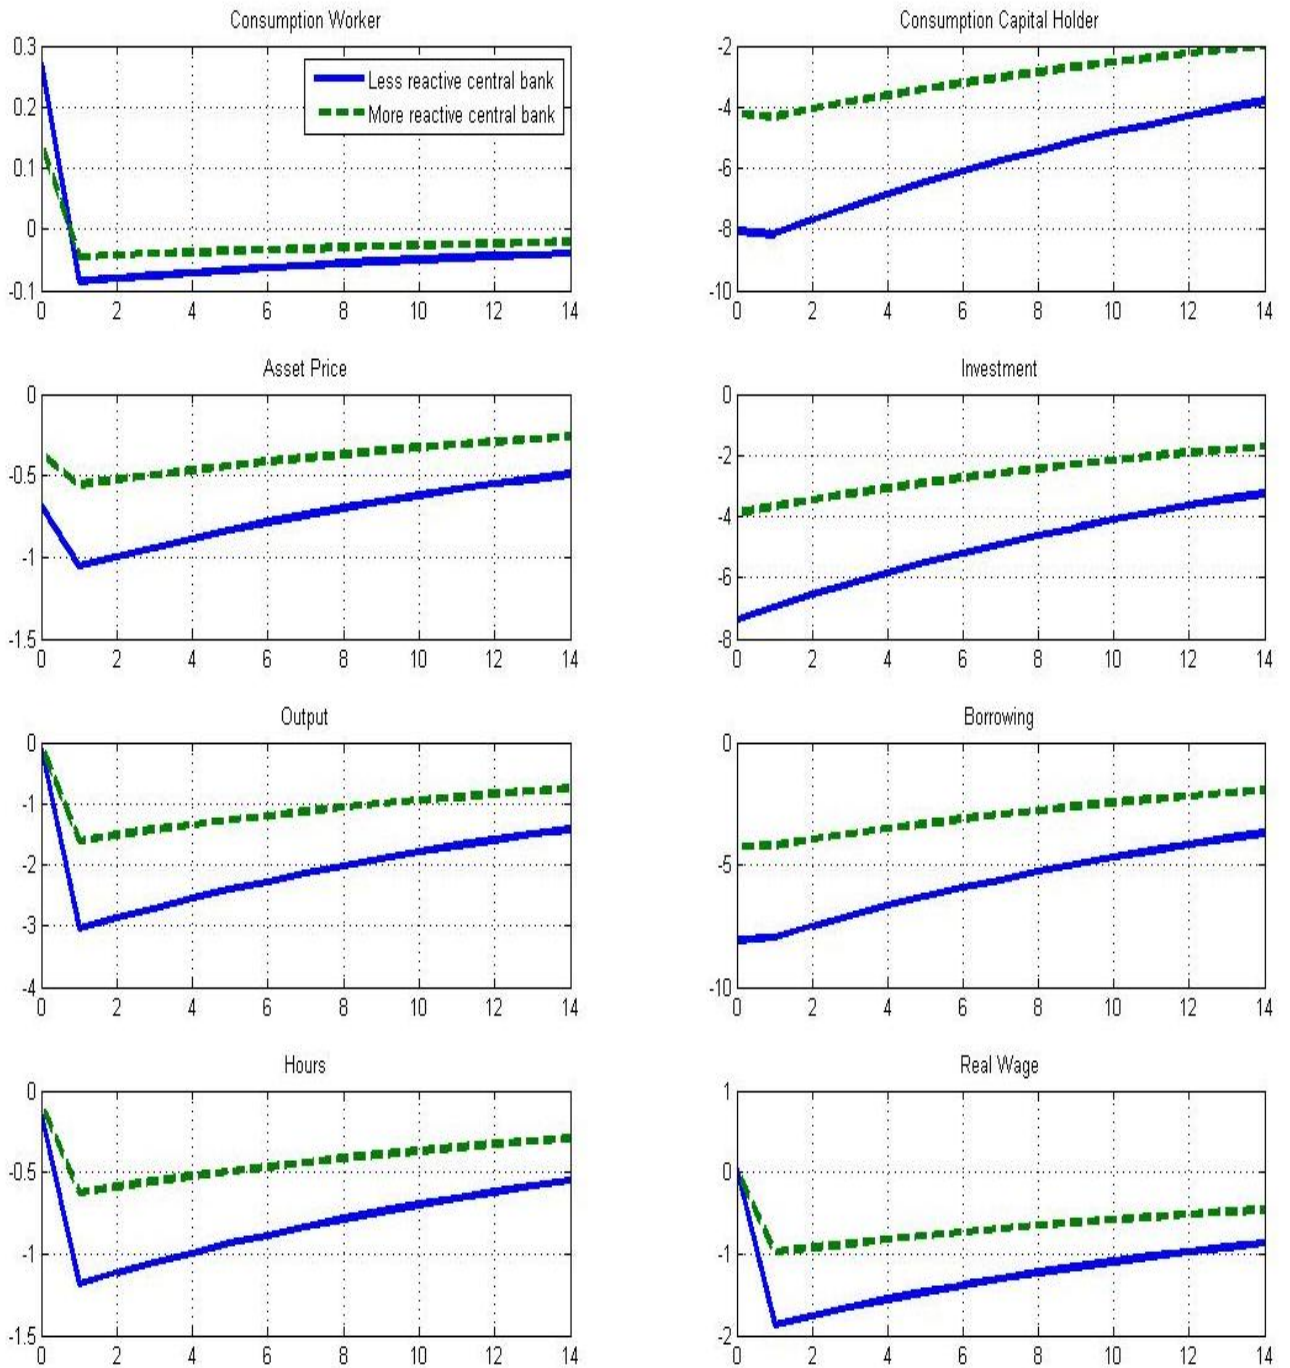 Consumption Worker
0.3
0.2
0.1
0
-0.1
0 2 4 6 8 10 12 14
Less reactive central bank
More reactive central bank
Consumption Capital Holder
-2
-4
-6
-8
-10
0 2 4 6 8 10 12 14
Asset Price
0
-0.5
-1
-1.5
0 2 4 6 8 10 12 14
Investment
0
-2
-4
-6
-8
0 2 4 6 8 10 12 14
Output
0
-1
-2
-3
-4
0 2 4 6 8 10 12 14
Borrowing
0
-5
-10
0 2 4 6 8 10 12 14
Hours
0
-0.5
-1
-1.5
0 2 4 6 8 10 12 14
Real Wage
1
0
-1
-2
0 2 4 6 8 10 12 14